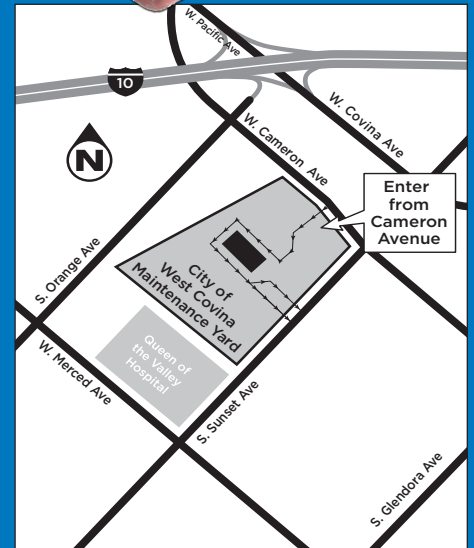 W. Pacific Ave
10
W. Covina Ave
N
W. Cameron Ave
Enter
from
Cameron
Avenue
S. Orange Ave
City of
West Covina
Maintenance Yard
Queen of
the Valley
Hospital
W. Merced Ave
S. Sunset Ave
S. Glendora Ave